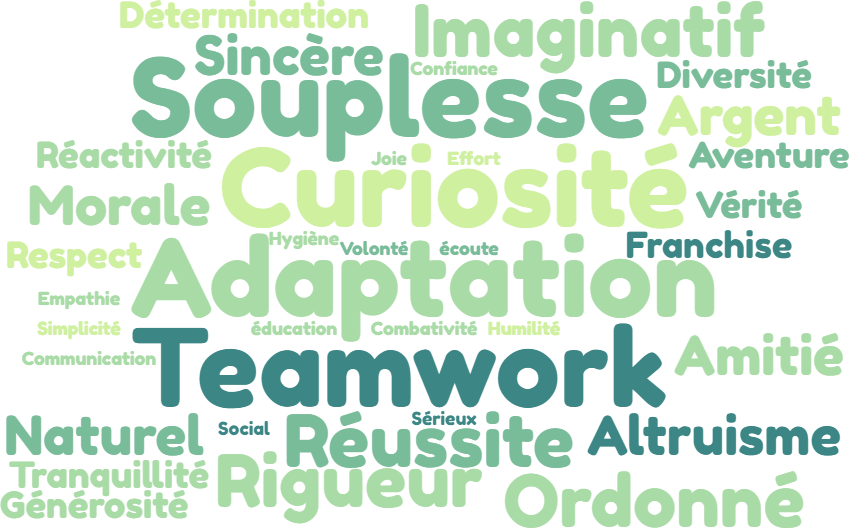 Détermination
Imaginatif
Sincère
Confiance
Diversité
Souplesse
Argent
Réactivité
Joie
Effort
Aventure
Curiosité
Morale
Vérité
Respect
Hygiène
Volonté
écoute
Franchise
Adaptation
Empathie
Simplicité
éducation
Combativité
Humilité
Communication
Teamwork
Amitié
Naturel
Social
Sérieux
Réussite
Altruisme
Tranquillité
Rigueur
Générosité
Ordonné